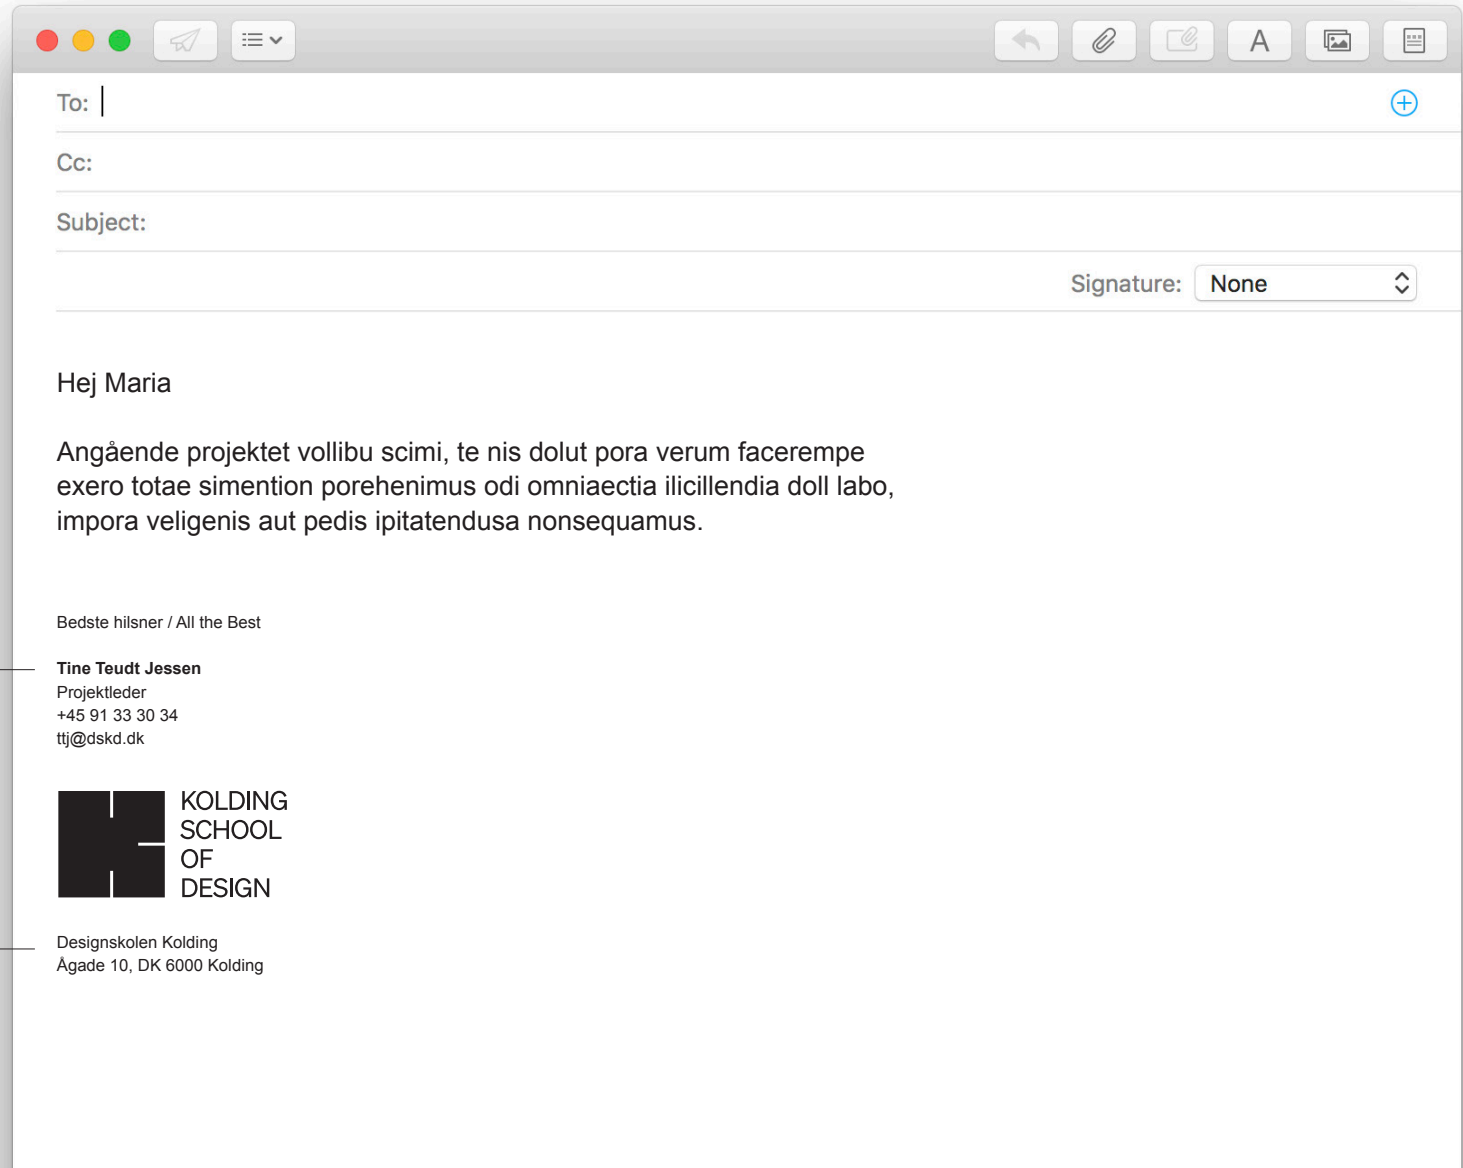 To:
Cc:
Subject:
Signature: None
Hej Maria
Angående projektet vollibu scimi, te nis dolut pora verum facerempe
exero totae simention porehenimus odi omniaectia ilicillendia doll labo,
impora veligenis aut pedis ipitatendusa nonsequamus.
Bedste hilsner / All the Best
Tine Teudt Jessen
Projektleder
+45 91 33 30 34
ttj@dskd.dk
KOLDING
SCHOOL
OF
DESIGN
Designskolen Kolding
Ågade 10, DK 6000 Kolding